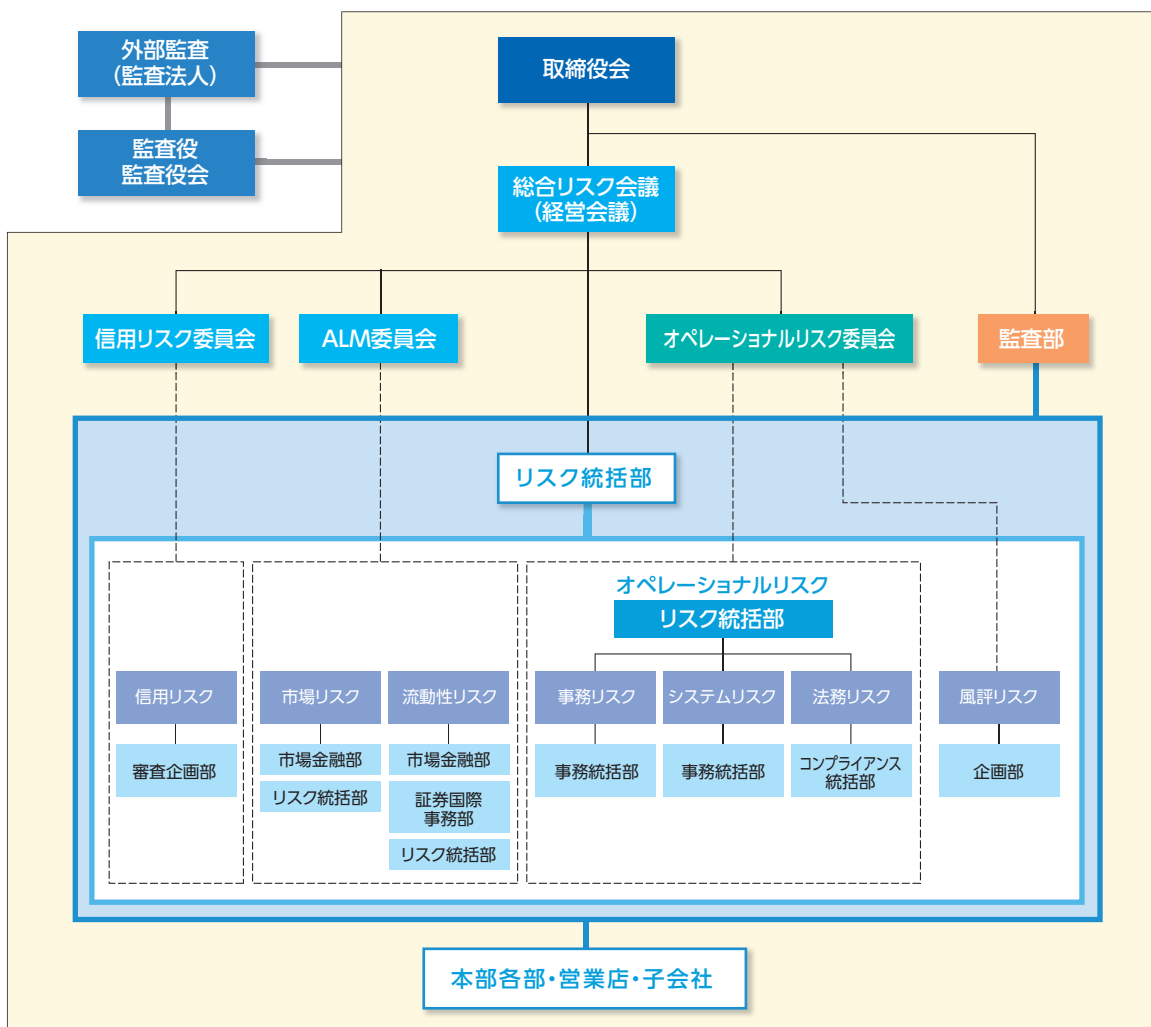 外部監査
(監査法人)
監査役
監査役会
取締役会
総合リスク会議
(経営会議)
信用リスク委員会
ALM委員会
オペレーショナルリスク委員会
監査部
リスク統括部
オペレーショナルリスク
リスク統括部
信用リスク
市場リスク
流動性リスク
事務リスク
システムリスク
法務リスク
風評リスク
審査企画部
市場金融部
リスク統括部
市場金融部
証券国際
事務部
リスク統括部
事務統括部
事務統括部
コンプライアンス
統括部
企画部
本部各部・営業店・子会社